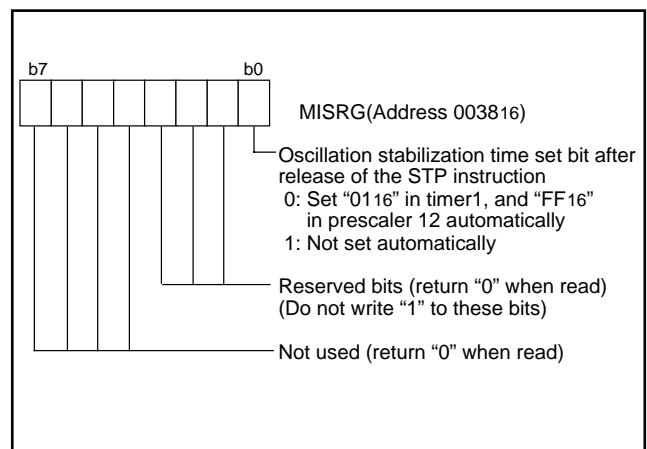 b7 b0
MISRG(Address 003816)
Oscillation stabilization time set bit after
release of the STP instruction
0: Set “0116” in timer1, and “FF16”
in prescaler 12 automatically
1: Not set automatically
Reserved bits (return “0” when read)
(Do not write “1” to these bits)
Not used (return “0” when read)